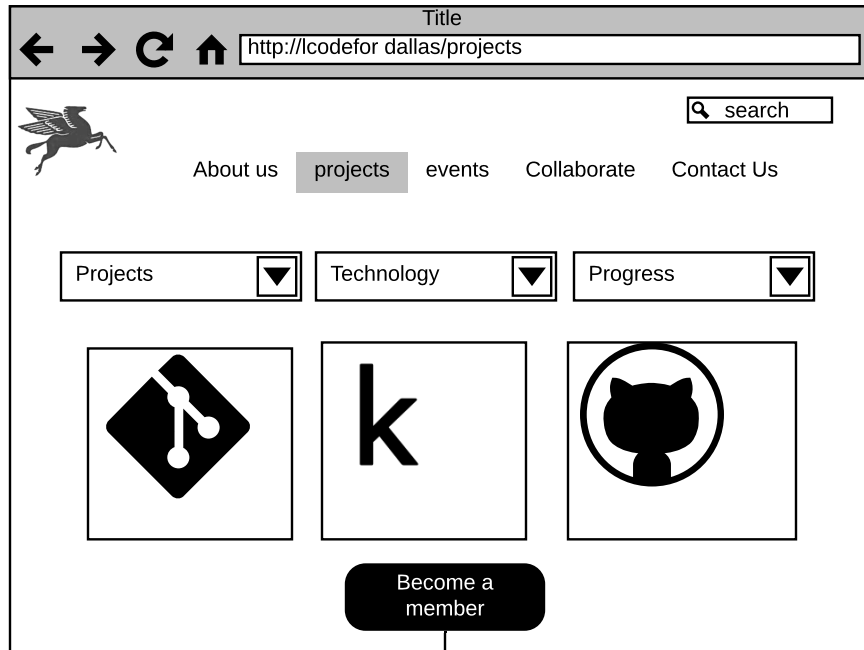 Title
http://lcodefor dallas/projects
search
About us projects events Collaborate Contact Us
Projects Technology Progress
k
Become a
member